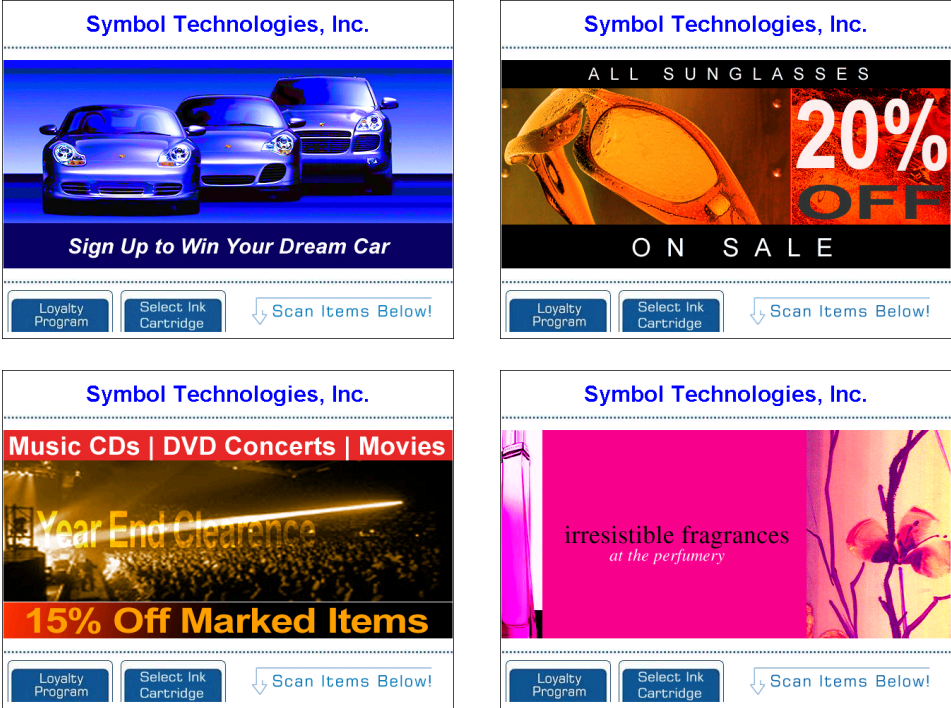 Symbol Technologies, Inc.
Sign Up to Win Your Dream Car
Loyalty
Program
Select Ink
Cartridge
Scan Items Below!
Symbol Technologies, Inc.
ALL SUNGLASSES
20%
OFF
ON SALE
Loyalty
Program
Select Ink
Cartridge
Scan Items Below!
Symbol Technologies, Inc.
Music CDs | DVD Concerts | Movies
Year End Clearence
15% Off Marked Items
Loyalty
Program
Select Ink
Cartridge
Scan Items Below!
Symbol Technologies, Inc.
irresistible fragrances
at the perfumery
Loyalty
Program
Select Ink
Cartridge
Scan Items Below!